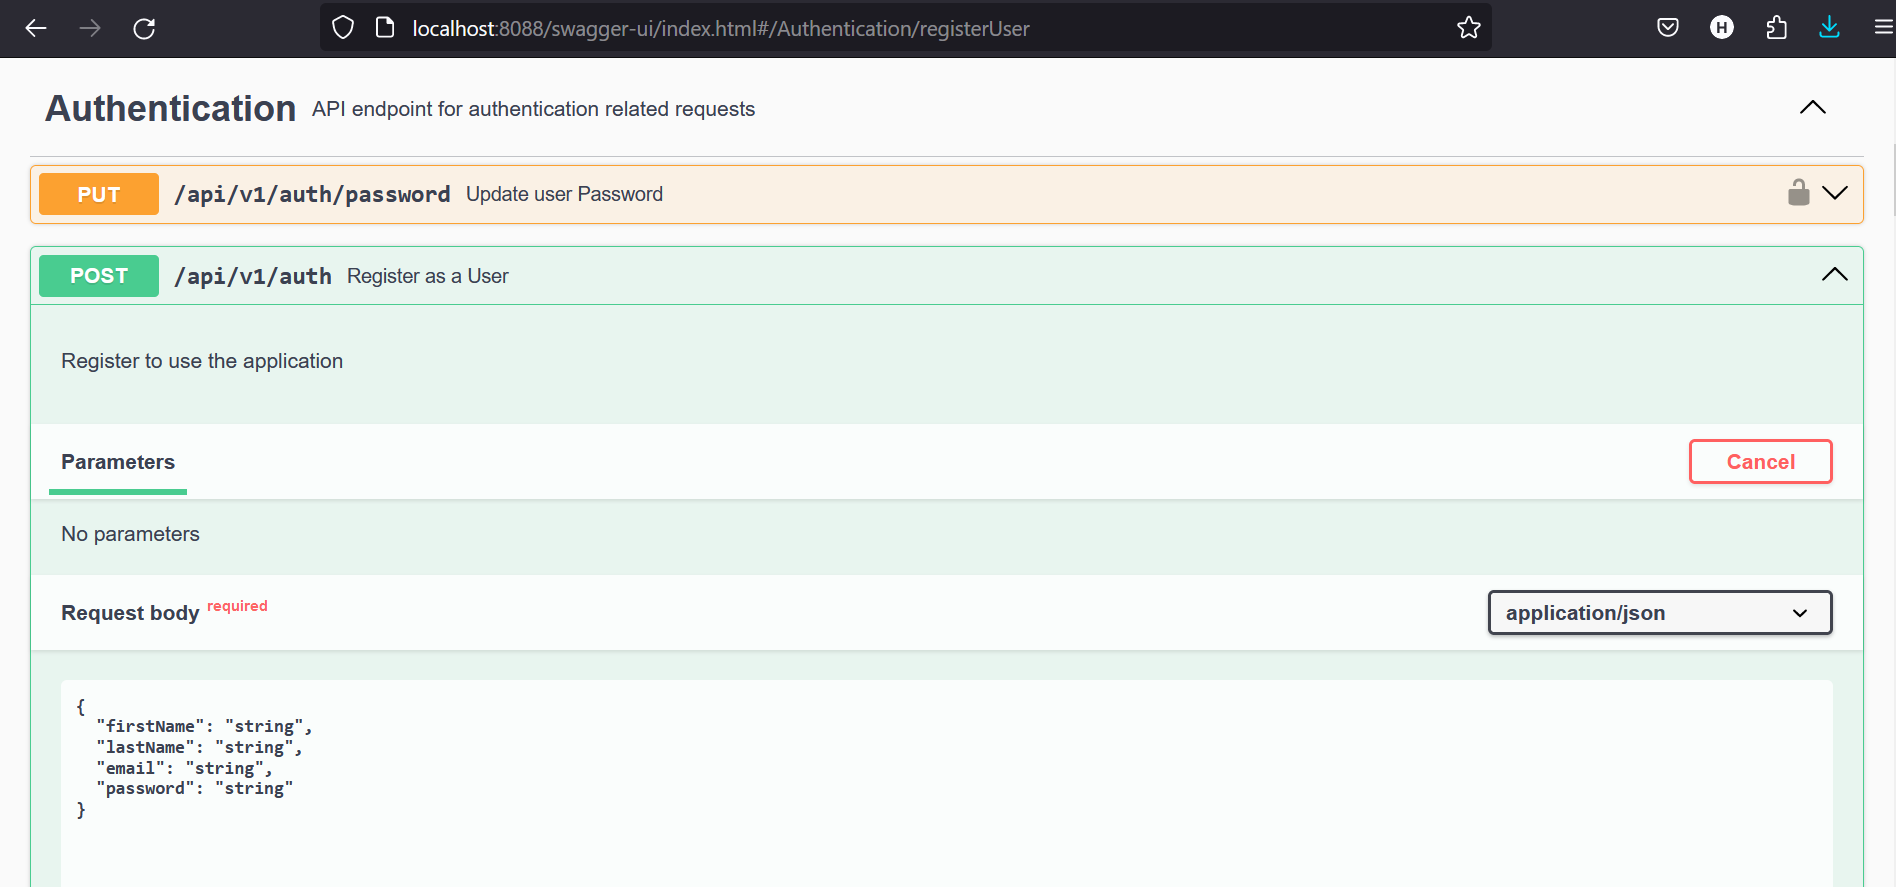 localhost:8088/swagger-ui/index.html#/Authentication/registerUser
H
Authentication API endpoint for authentication related requests
PUT /api/v1/auth/password Update user Password
POST /api/v1/auth Register as a User
Register to use the application
Parameters Cancel
No parameters
Request body required application/json
{
"firstName": "string",
"lastName": "string",
"email": "string",
"password": "string"
}